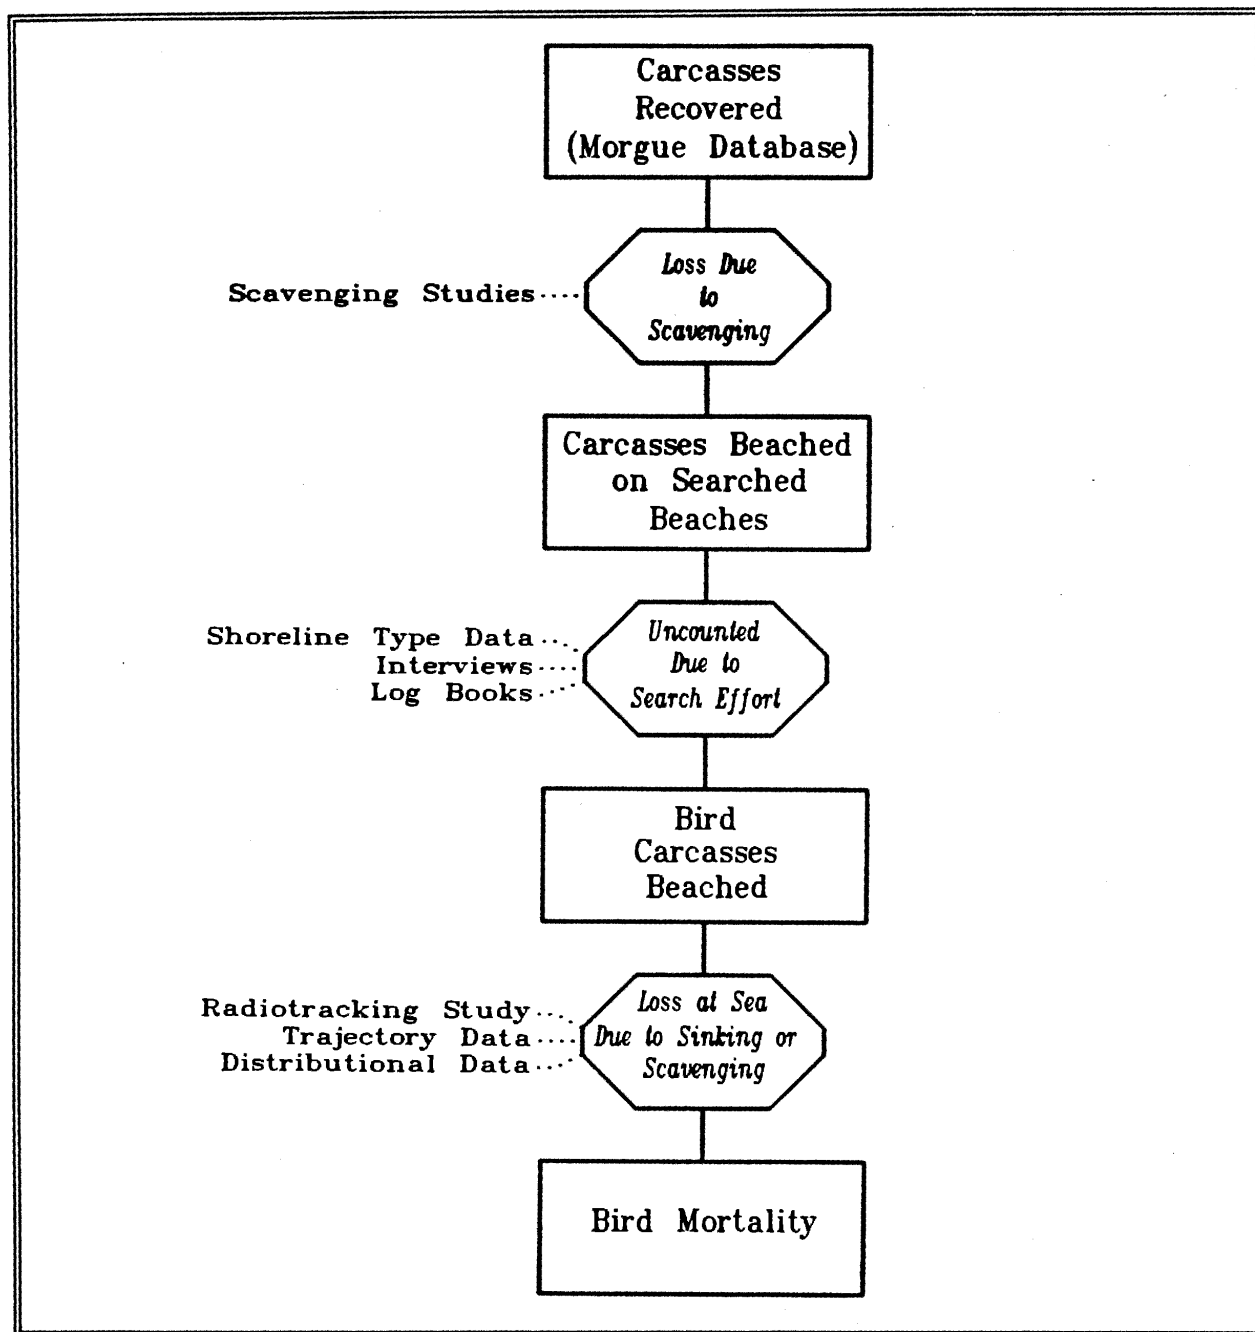 Carcasses
Recovered
(Morgue Database)
Loss Due
to
Scavenging
Scavenging Studies
Carcasses Beached
on Searched
Beaches
Uncounted
Due to
Search Effort
Shoreline Type Data
Interviews
Log Books
Bird
Carcasses
Beached
Loss at Sea
Due to Sinking or
Scavenging
Radiotracking Study
Trajectory Data
Distributional Data
Bird Mortality